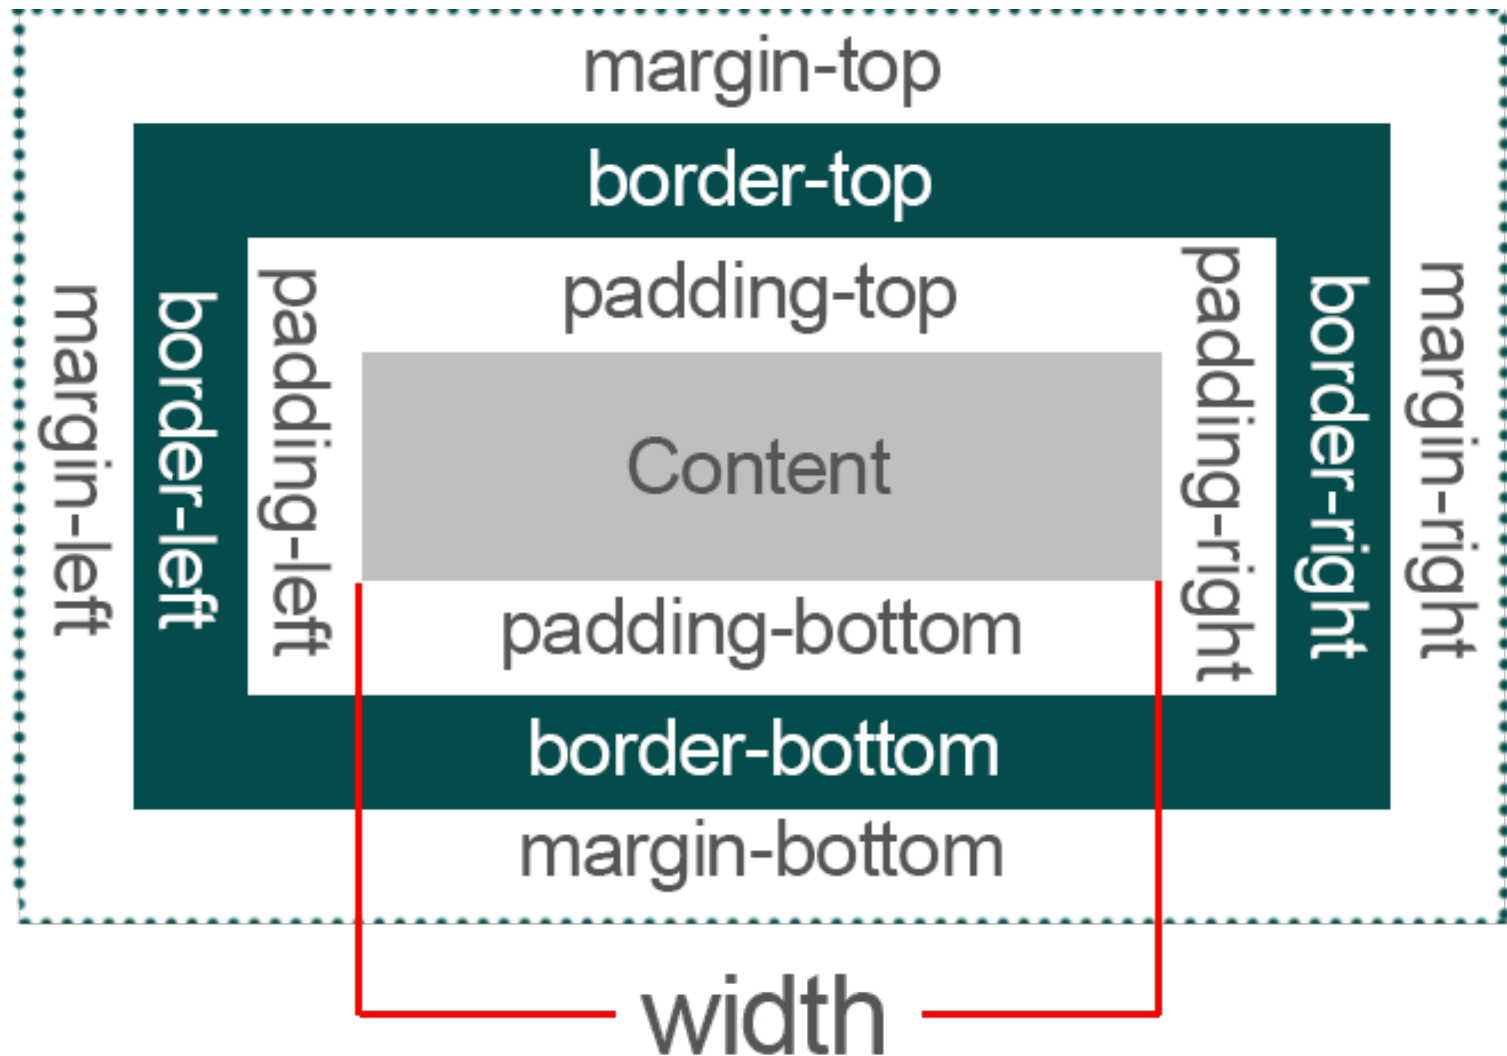 margin-top
border-top
padding-top
margin-left
border-left
padding-left
Content
padding-right
border-right
margin-right
padding-bottom
border-bottom
margin-bottom
width